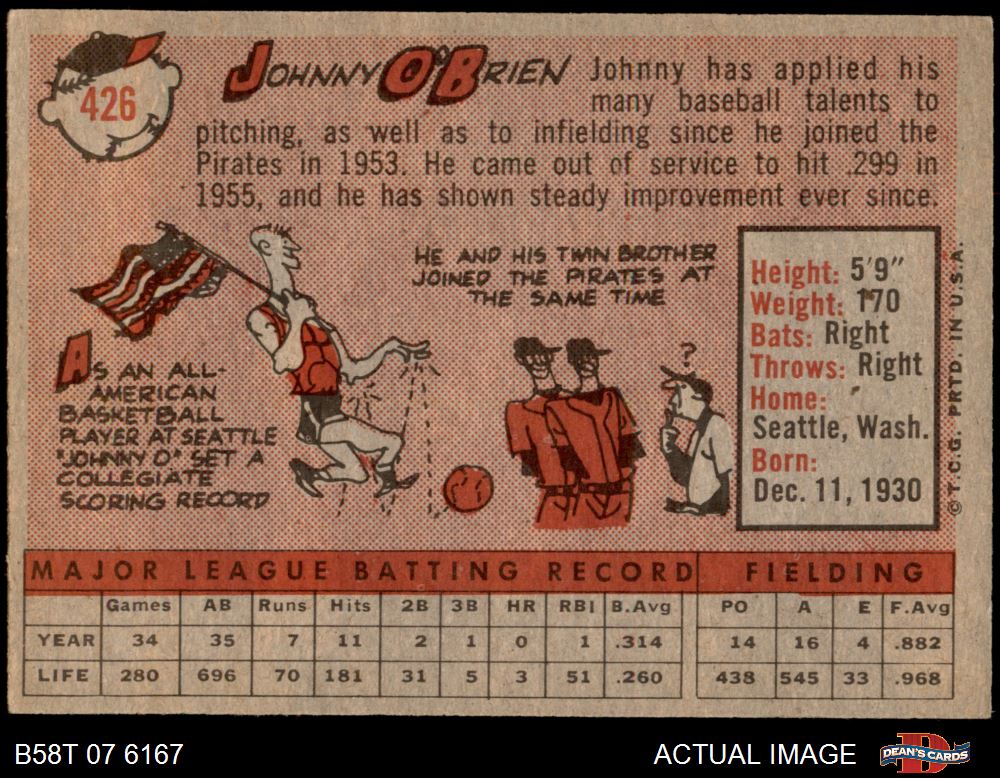 426
JOHNNY O'BRIEN
Johnny has applied his
many baseball talents to
pitching, as well as to infielding since he joined the
Pirates in 1953. He came out of service to hit .299 in
1955, and he has shown steady improvement ever since.
AS AN ALL-
AMERICAN
BASKETBALL
PLAYER AT SEATTLE
"JOHNNY O" SET A
COLLEGIATE
SCORING RECORD
HE AND HIS TWIN BROTHER
JOINED THE PIRATES AT
THE SAME TIME
?
Height: 5'9"
Weight: 170
Bats: Right
Throws: Right
Home:
Seattle, Wash.
Born:
Dec. 11, 1930
© T.C.G. PRTD. IN U.S.A.
MAJOR LEAGUE BATTING RECORD FIELDING
Games AB Runs Hits 2B 3B HR RBI B.Avg PO A E F.Avg
YEAR 34 35 7 11 2 1 0 1 .314 14 16 4 .882
LIFE 280 696 70 181 31 5 3 51 .260 438 545 33 .968
B58T 07 6167 ACTUAL IMAGE DEAN'S CARDS